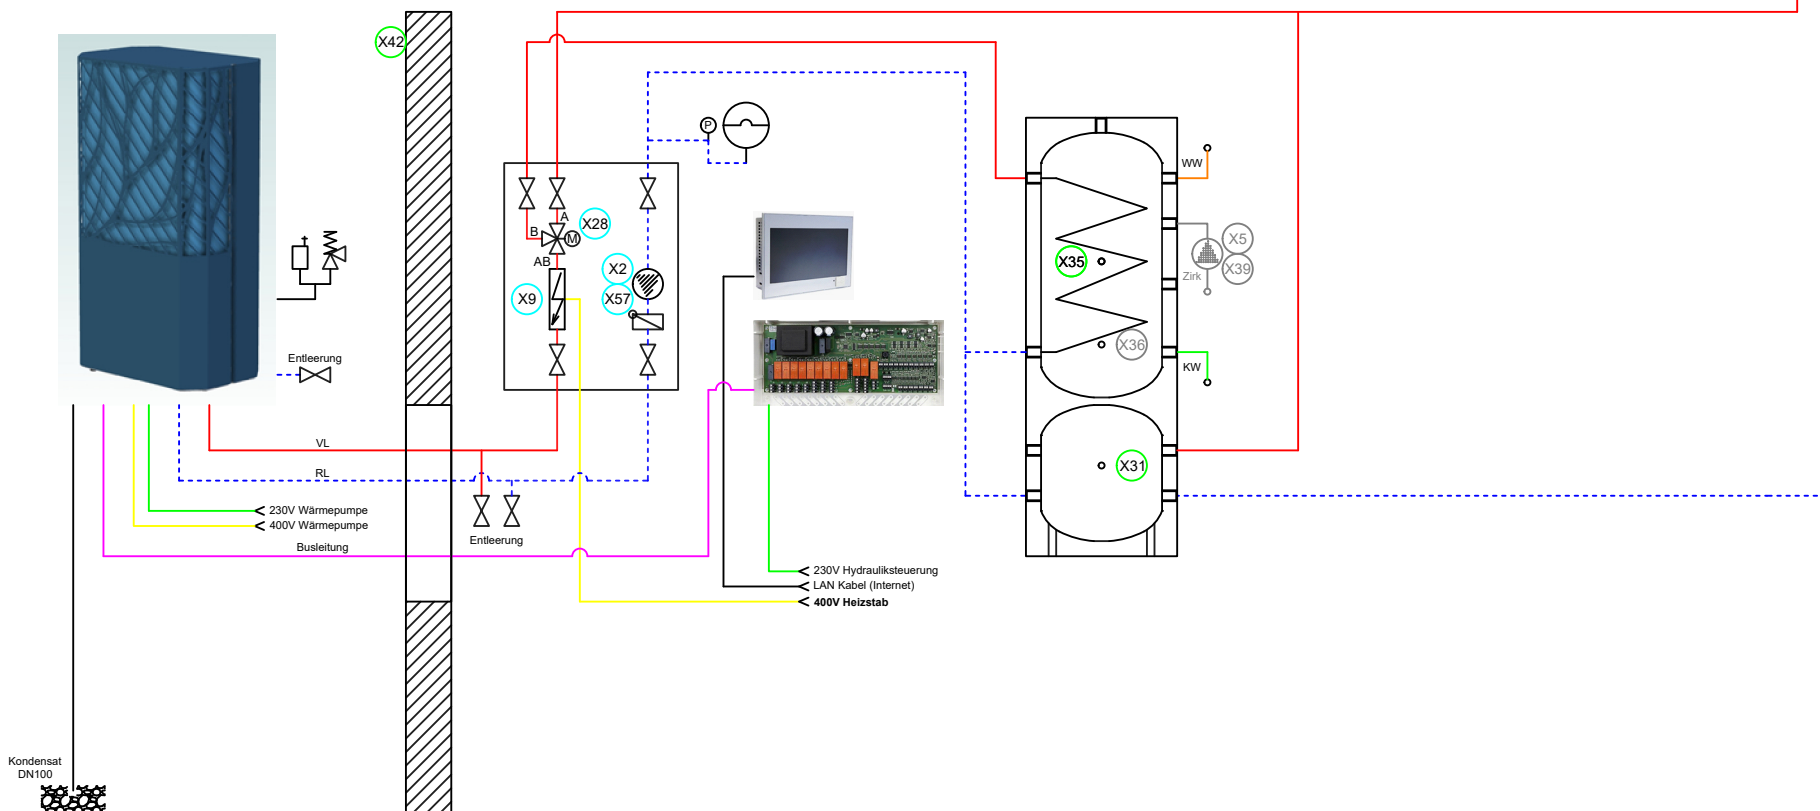 X42
P
A
X28
B
M
AB
X2
X9
X57
WW
X5
X35
Zirk
X39
X36
KW
X31
Entleerung
VL
RL
230V Wärmepumpe
400V Wärmepumpe
Busleitung
Entleerung
230V Hydrauliksteuerung
LAN Kabel (Internet)
400V Heizstab
Kondensat
DN100